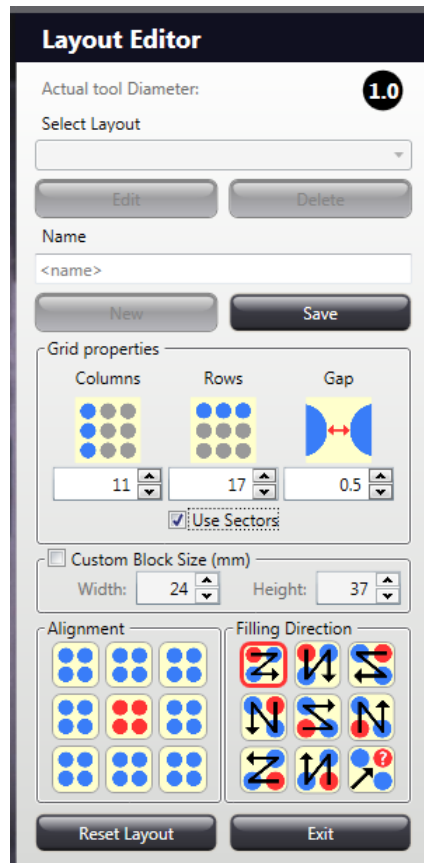 Layout Editor
Actual tool Diameter:
1.0
Select Layout
Edit Delete
Name
<name>
New Save
Grid properties
Columns Rows Gap
11 17 0.5
Use Sectors
Custom Block Size (mm)
Width: 24 Height: 37
Alignment Filling Direction
?
Reset Layout Exit